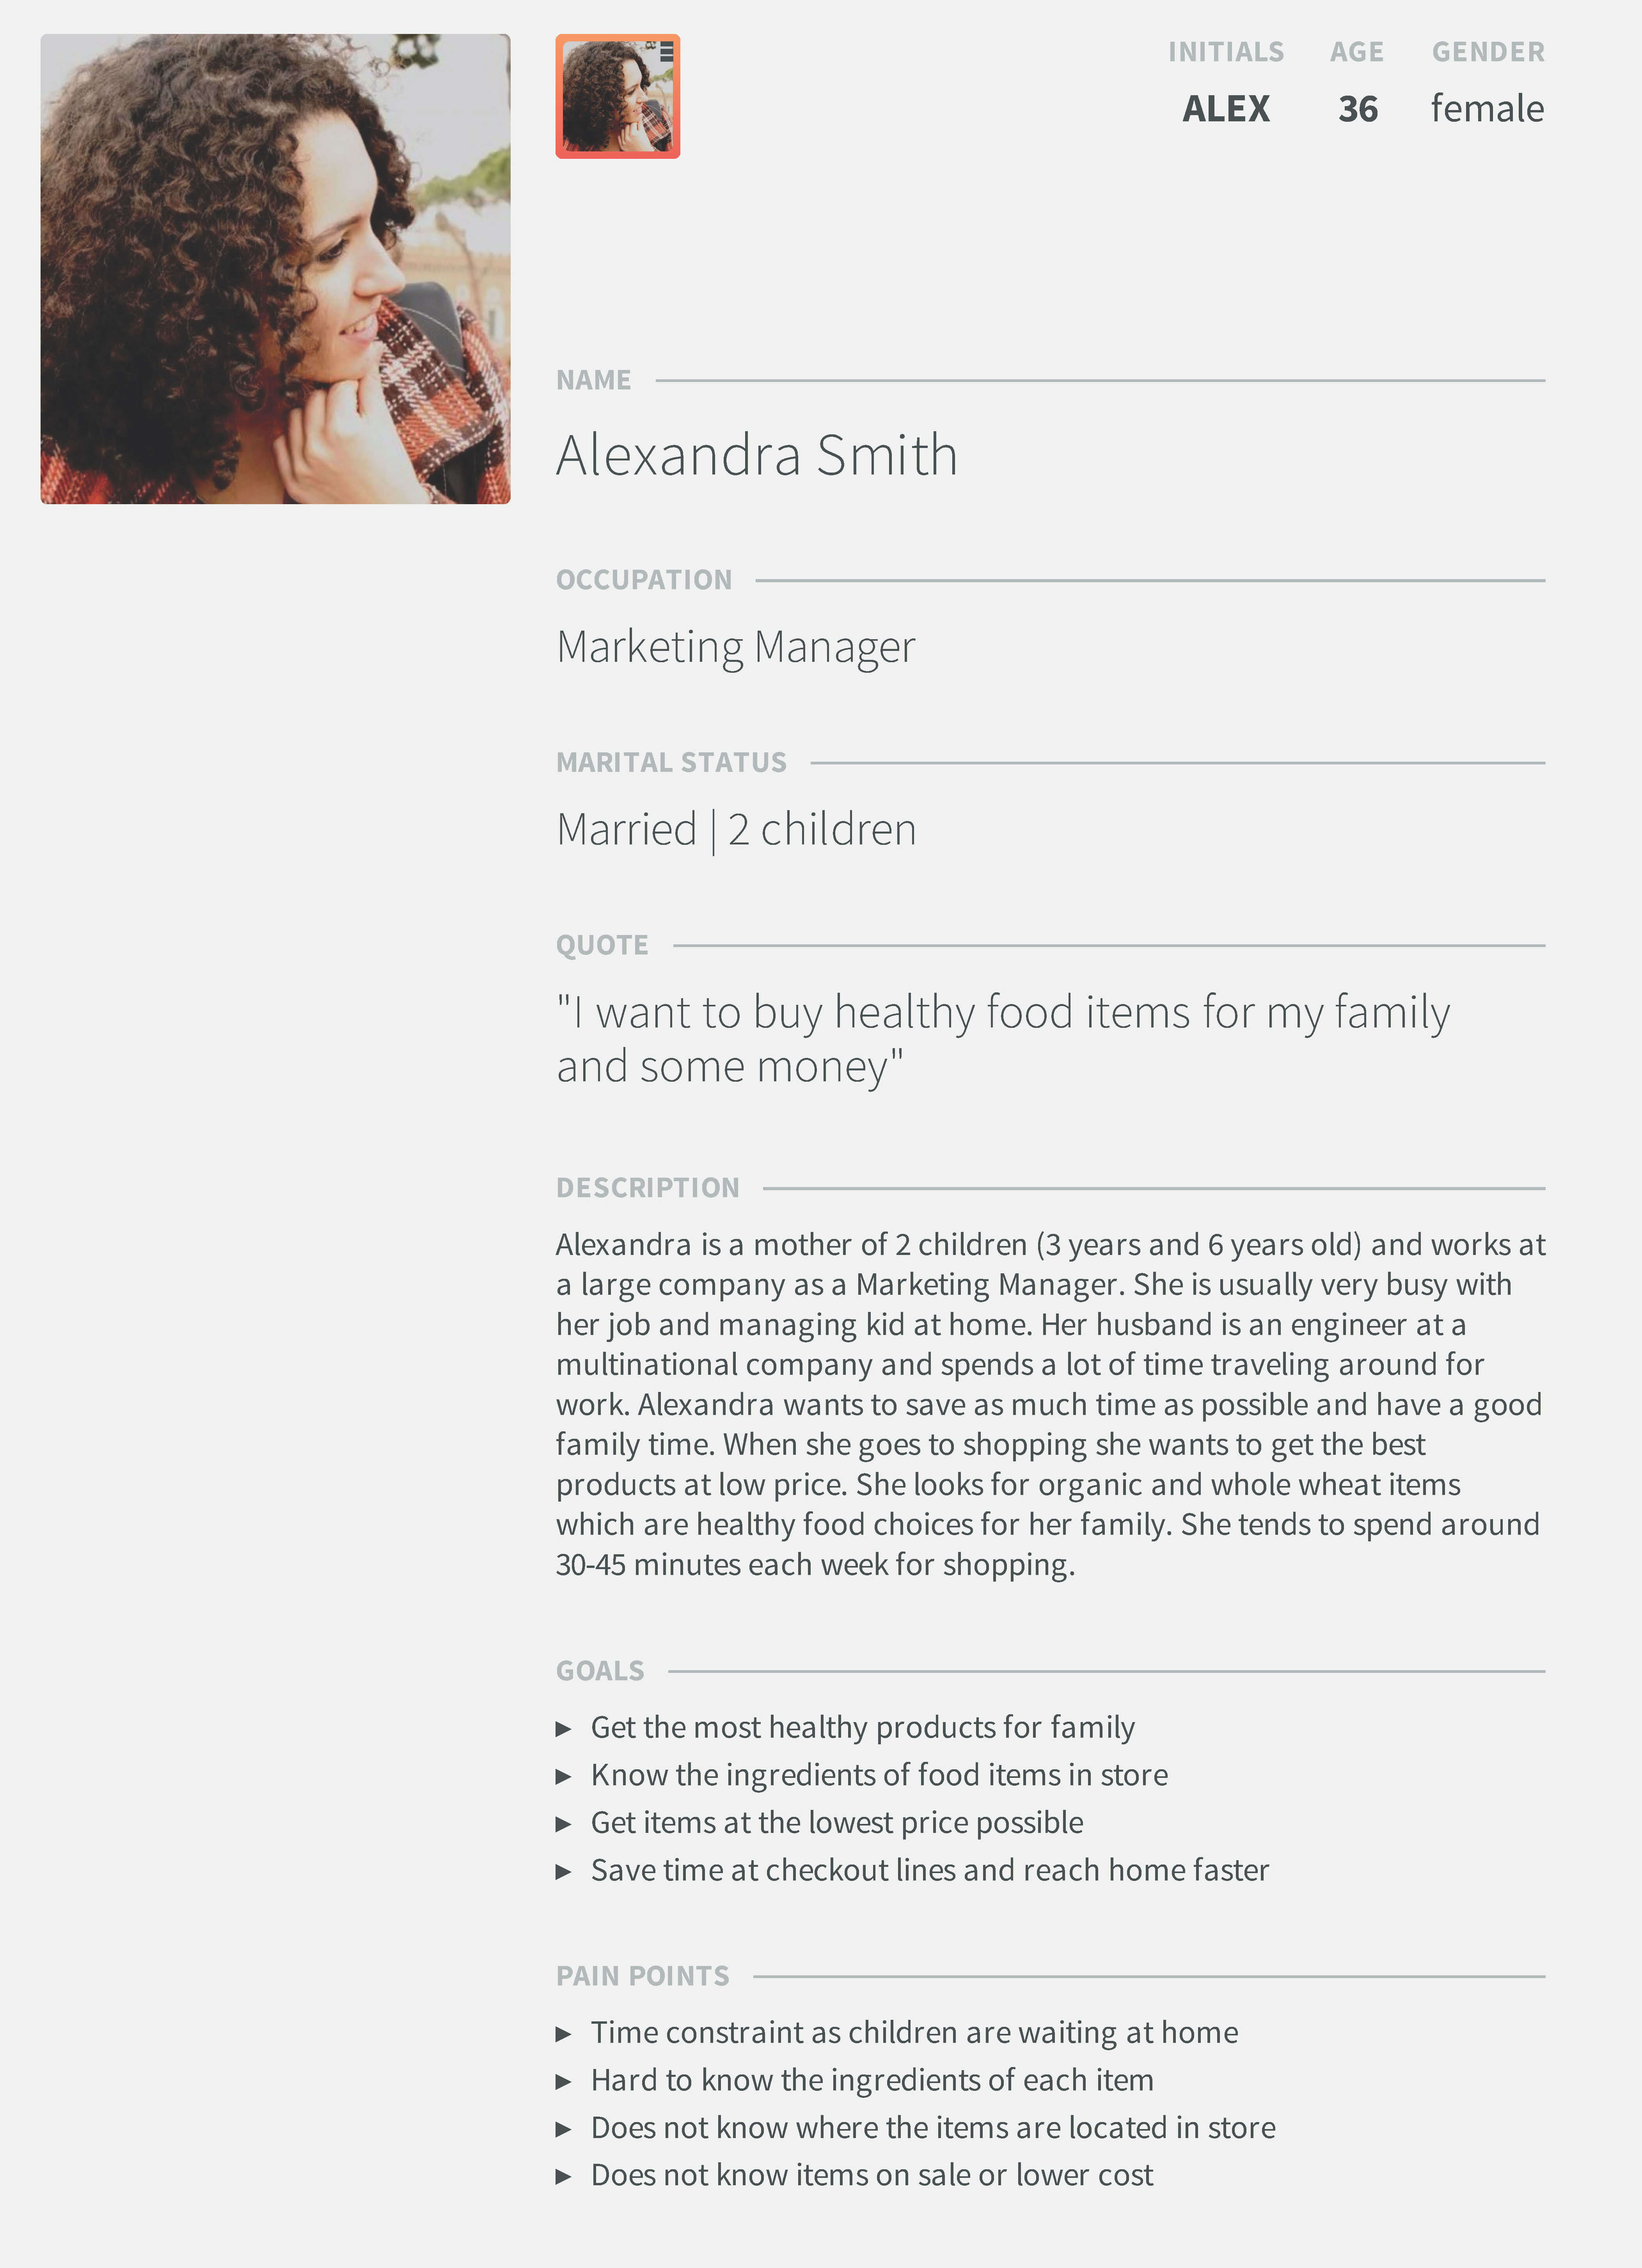 INITIALS AGE GENDER
ALEX 36 female
NAME
Alexandra Smith
OCCUPATION
Marketing Manager
MARITAL STATUS
Married | 2 children
QUOTE
"I want to buy healthy food items for my family
and some money"
DESCRIPTION
Alexandra is a mother of 2 children (3 years and 6 years old) and works at
a large company as a Marketing Manager. She is usually very busy with
her job and managing kid at home. Her husband is an engineer at a
multinational company and spends a lot of time traveling around for
work. Alexandra wants to save as much time as possible and have a good
family time. When she goes to shopping she wants to get the best
products at low price. She looks for organic and whole wheat items
which are healthy food choices for her family. She tends to spend around
30-45 minutes each week for shopping.
GOALS
▶ Get the most healthy products for family
▶ Know the ingredients of food items in store
▶ Get items at the lowest price possible
▶ Save time at checkout lines and reach home faster
PAIN POINTS
▶ Time constraint as children are waiting at home
▶ Hard to know the ingredients of each item
▶ Does not know where the items are located in store
▶ Does not know items on sale or lower cost